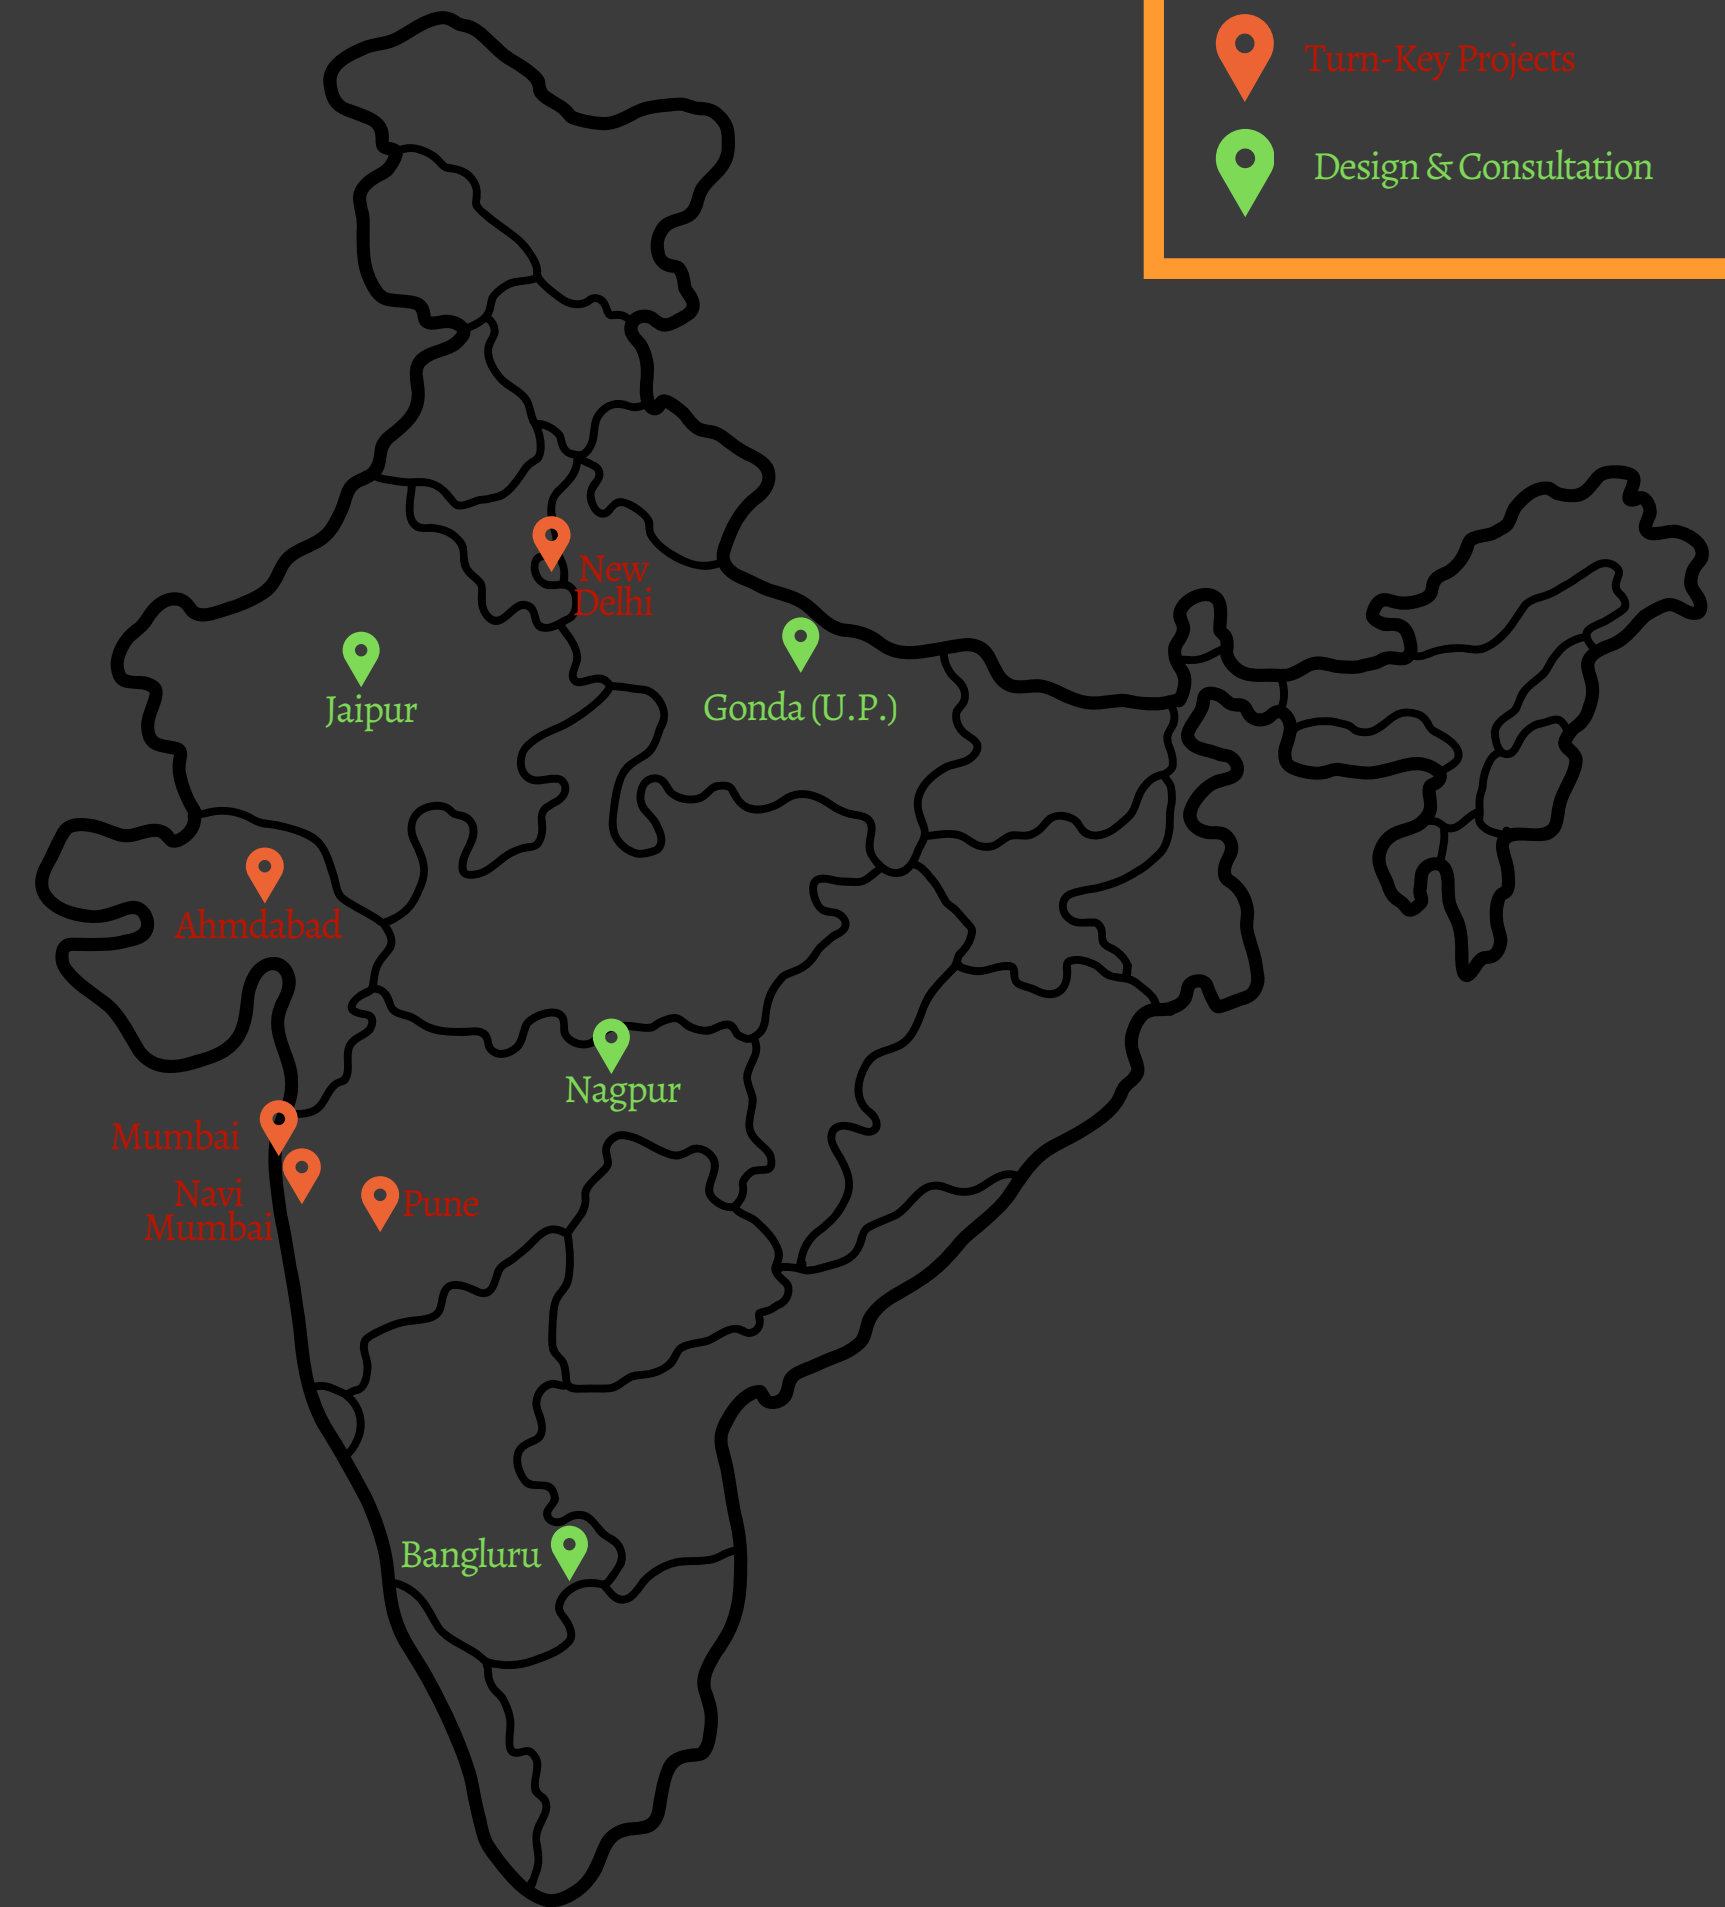 Turn-Key Projects
Design & Consultation
New
Delhi
Jaipur
Gonda (U.P.)
Ahmdabad
Nagpur
Mumbai
Navi
Mumbai
Pune
Bangluru